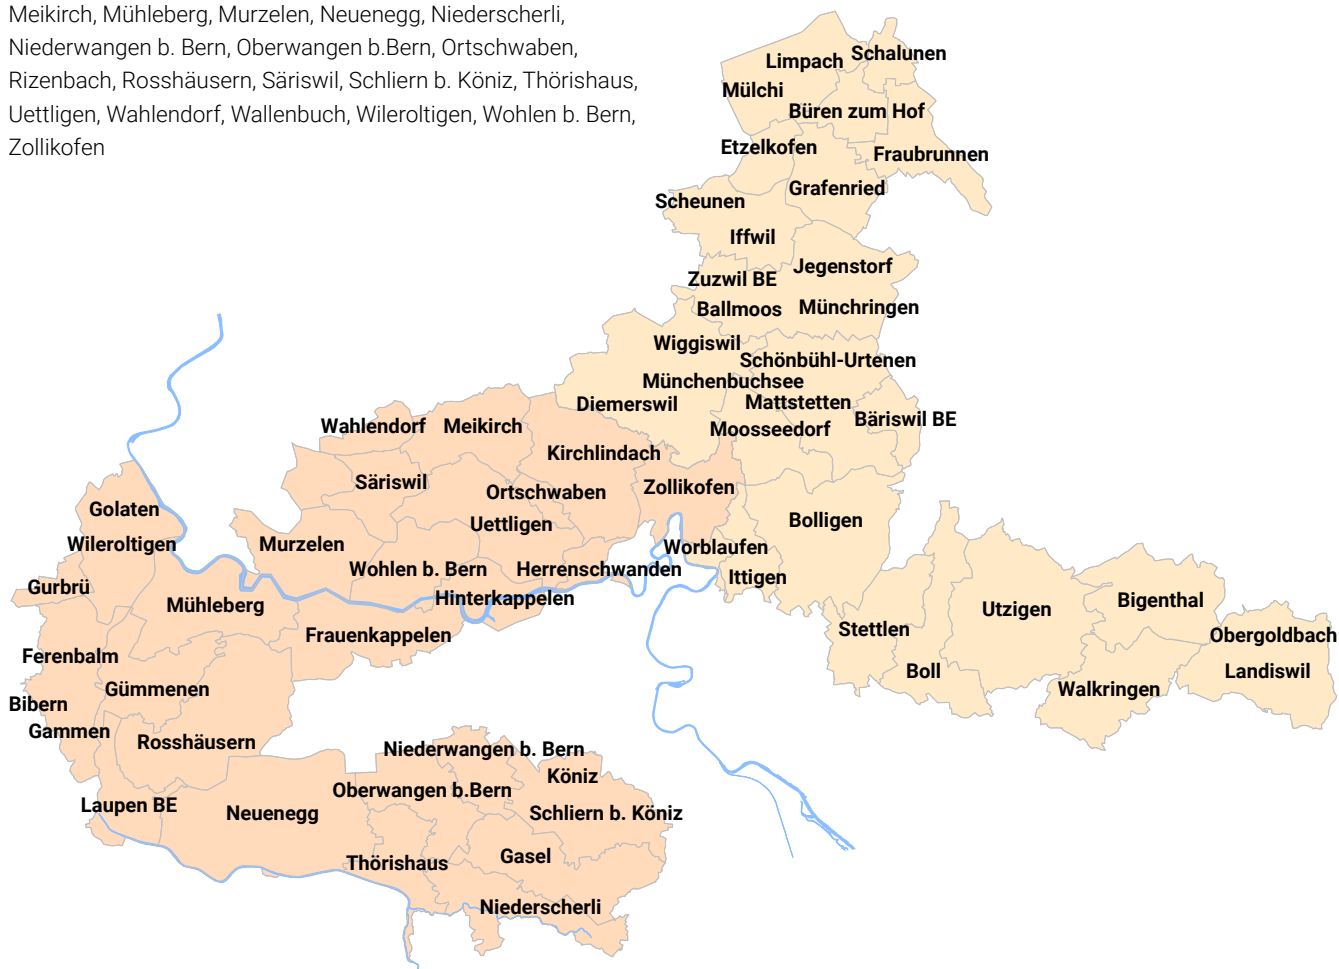 Meikirch, Mühleberg, Murzelen, Neuenegg, Niederscherli,
Niederwangen b. Bern, Oberwangen b.Bern, Ortschwaben,
Rizenbach, Rosshäusern, Säriswil, Schliern b. Köniz, Thörishaus,
Uettligen, Wahlendorf, Wallenbuch, Wileroltigen, Wohlen b. Bern,
Zollikofen
Limpach
Schalunen
Mülchi
Büren zum Hof
Etzelkofen
Fraubrunnen
Grafenried
Scheunen
Iffwil
Jegenstorf
Zuzwil BE
Ballmoos
Münchringen
Wiggiswil
Schönbühl-Urtenen
Münchenbuchsee
Diemerswil
Mattstetten
Bäriswil BE
Moosseedorf
Wahlendorf
Meikirch
Kirchlindach
Säriswil
Ortschwaben
Zollikofen
Golaten
Uettligen
Bolligen
Wileroltigen
Murzelen
Worblaufen
Wohlen b. Bern
Herrenschwanden
Ittigen
Gurbrü
Hinterkappelen
Mühleberg
Utzigen
Bigenthal
Frauenkappelen
Stettlen
Obergoldbach
Ferenbalm
Boll
Landiswil
Gümmenen
Walkringen
Bibern
Gammen
Rosshäusern
Niederwangen b. Bern
Köniz
Oberwangen b.Bern
Laupen BE
Neuenegg
Schliern b. Köniz
Thörishaus
Gasel
Niederscherli